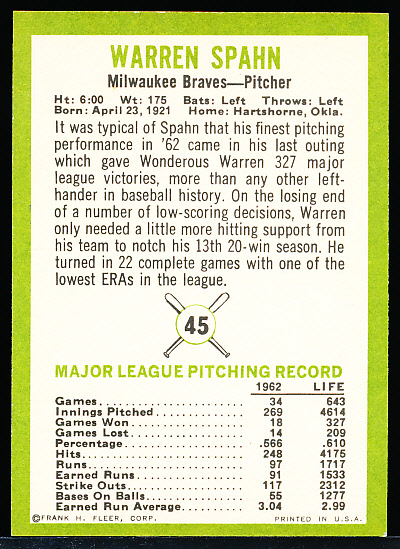 WARREN SPAHN
Milwaukee Braves—Pitcher
Ht: 6:00 Wt: 175 Bats: Left Throws: Left
Born: April 23, 1921 Home: Hartshorne, Okla.
It was typical of Spahn that his finest pitching
performance in '62 came in his last outing
which gave Wonderous Warren 327 major
league victories, more than any other left-
hander in baseball history. On the losing end
of a number of low-scoring decisions, Warren
only needed a little more hitting support from
his team to notch his 13th 20-win season. He
turned in 22 complete games with one of the
lowest ERAs in the league.
45
MAJOR LEAGUE PITCHING RECORD
1962 LIFE
Games 34 643
Innings Pitched 269 4614
Games Won 18 327
Games Lost 14 209
Percentage .566 .610
Hits 248 4175
Runs 97 1717
Earned Runs 91 1533
Strike Outs 117 2312
Bases On Balls 55 1277
Earned Run Average 3.04 2.99
©FRANK H. FLEER, CORP. PRINTED IN U.S.A.